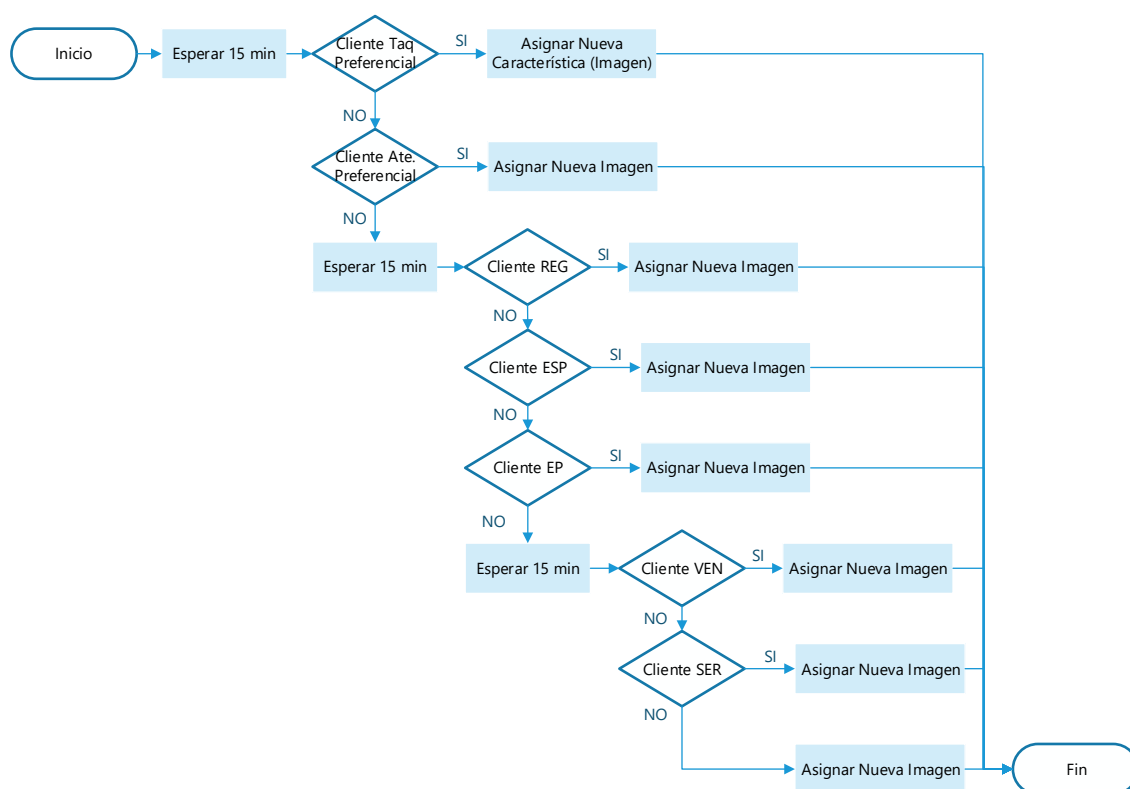 Inicio
Esperar 15 min
Cliente Taq
Preferencial
SI
Asignar Nueva
Característica (Imagen)
NO
Cliente Ate.
Preferencial
SI
Asignar Nueva Imagen
NO
Esperar 15 min
Cliente REG
SI
Asignar Nueva Imagen
NO
Cliente ESP
SI
Asignar Nueva Imagen
NO
Cliente EP
SI
Asignar Nueva Imagen
NO
Esperar 15 min
Cliente VEN
SI
Asignar Nueva Imagen
NO
Cliente SER
SI
Asignar Nueva Imagen
NO
Asignar Nueva Imagen
Fin